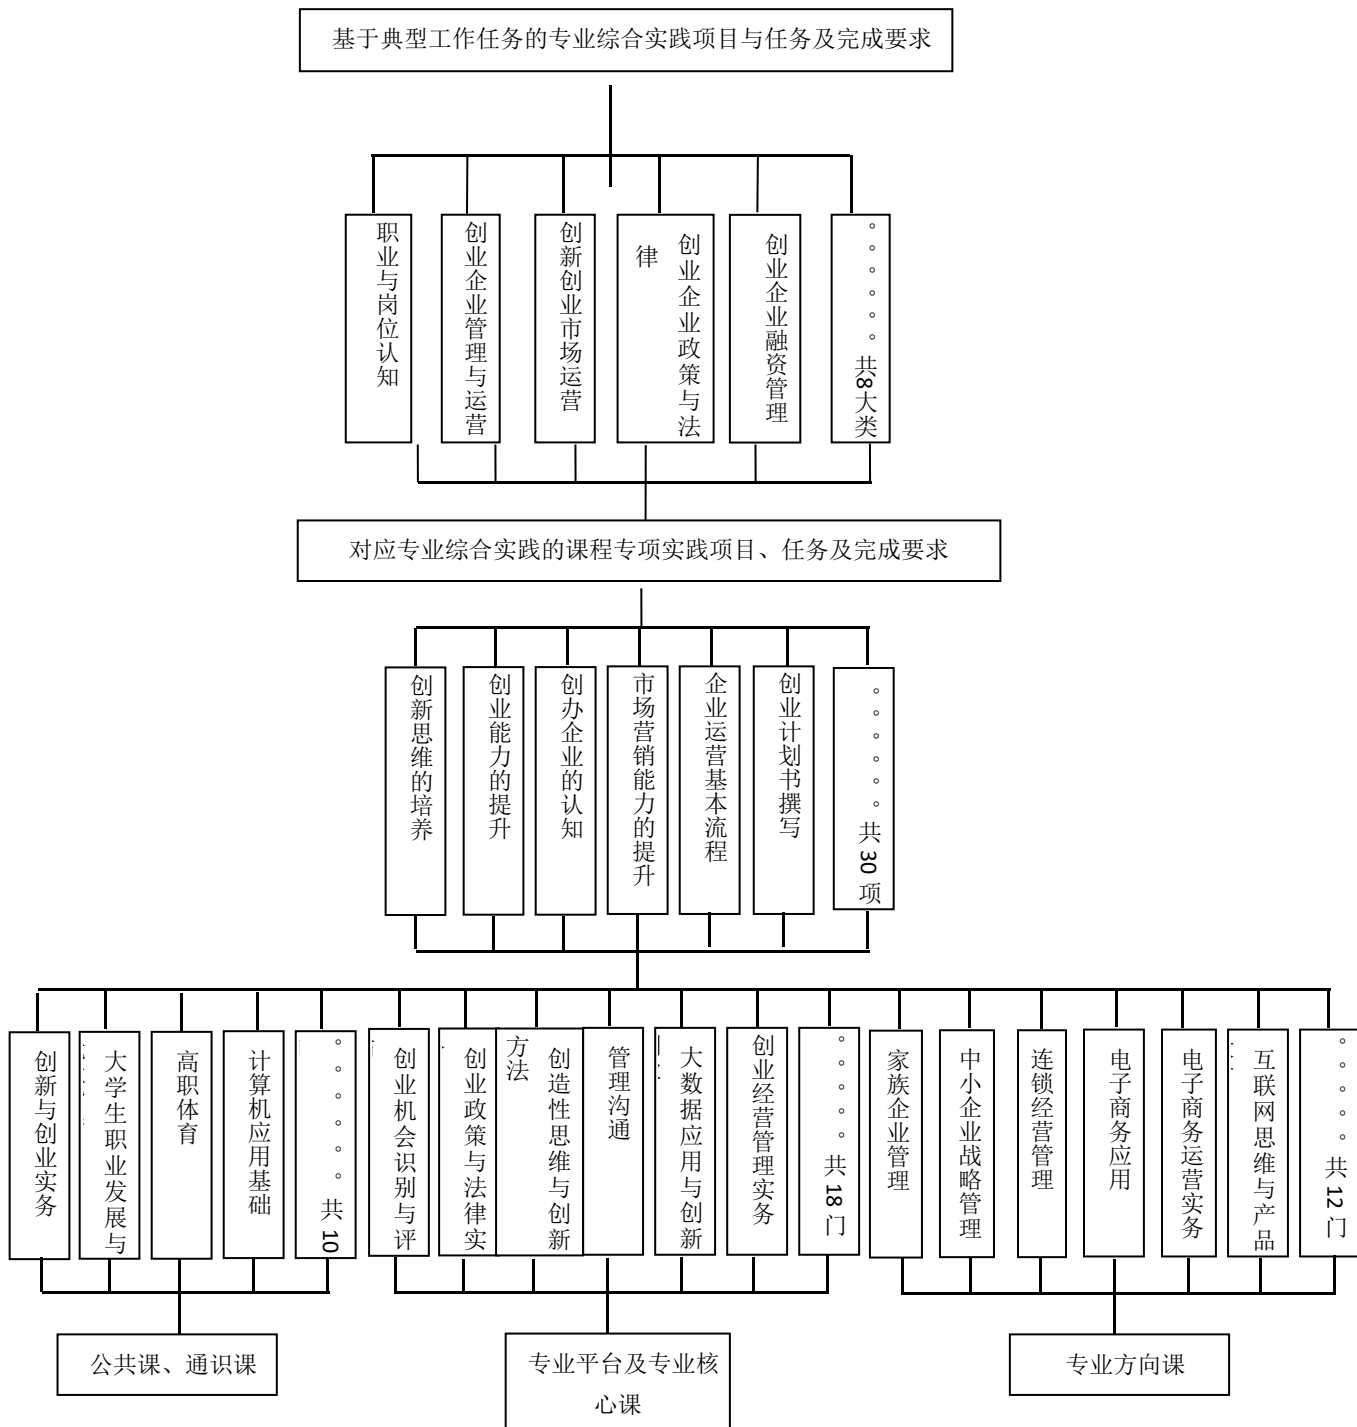 基于典型工作任务的专业综合实践项目与任务及完成要求
职业与岗位认知
创业企业管理与运营
创新创业市场运营
创业企业政策与法
律
创业企业融资管理
。。。。。。共8大类
对应专业综合实践的课程专项实践项目、任务及完成要求
创新思维的培养
创业能力的提升
创办企业的认知
市场营销能力的提升
企业运营基本流程
创业计划书撰写
。。。。。。。共30项
创新与创业实务
大学生职业发展与
高职体育
计算机应用基础
。。。。。。共10
创业机会识别与评
创业政策与法律实
创造性思维与创新
方法
管理沟通
大数据应用与创新
创业经营管理实务
。。。。。。共18门
家族企业管理
中小企业战略管理
连锁经营管理
电子商务应用
电子商务运营实务
互联网思维与产品
。。。。。。共12门
公共课、通识课
专业平台及专业核
心课
专业方向课